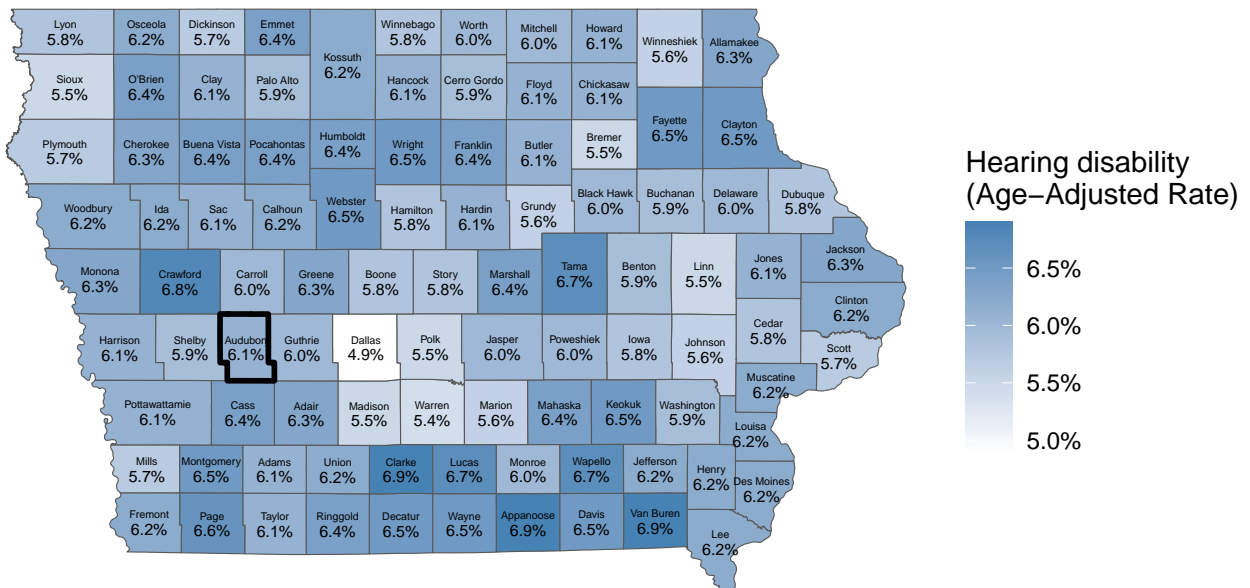 Lyon
5.8%
Osceola
6.2%
Dickinson
5.7%
Emmet
6.4%
Kossuth
6.2%
Winnebago
5.8%
Worth
6.0%
Mitchell
6.0%
Howard
6.1%
Winneshiek
5.6%
Allamakee
6.3%
Sioux
5.5%
O'Brien
6.4%
Clay
6.1%
Palo Alto
5.9%
Hancock
6.1%
Cerro Gordo
5.9%
Floyd
6.1%
Chickasaw
6.1%
Fayette
6.5%
Clayton
6.5%
Plymouth
5.7%
Cherokee
6.3%
Buena Vista
6.4%
Pocahontas
6.4%
Humboldt
6.4%
Wright
6.5%
Franklin
6.4%
Butler
6.1%
Bremer
5.5%
Woodbury
6.2%
Ida
6.2%
Sac
6.1%
Calhoun
6.2%
Webster
6.5%
Hamilton
5.8%
Hardin
6.1%
Grundy
5.6%
Black Hawk
6.0%
Buchanan
5.9%
Delaware
6.0%
Dubuque
5.8%
Monona
6.3%
Crawford
6.8%
Carroll
6.0%
Greene
6.3%
Boone
5.8%
Story
5.8%
Marshall
6.4%
Tama
6.7%
Benton
5.9%
Linn
5.5%
Jones
6.1%
Jackson
6.3%
Clinton
6.2%
Harrison
6.1%
Shelby
5.9%
Audubon
6.1%
Guthrie
6.0%
Dallas
4.9%
Polk
5.5%
Jasper
6.0%
Poweshiek
6.0%
Iowa
5.8%
Johnson
5.6%
Cedar
5.8%
Scott
5.7%
Muscatine
6.2%
Pottawattamie
6.1%
Cass
6.4%
Adair
6.3%
Madison
5.5%
Warren
5.4%
Marion
5.6%
Mahaska
6.4%
Keokuk
6.5%
Washington
5.9%
Louisa
6.2%
Mills
5.7%
Montgomery
6.5%
Adams
6.1%
Union
6.2%
Clarke
6.9%
Lucas
6.7%
Monroe
6.0%
Wapello
6.7%
Jefferson
6.2%
Henry
6.2%
Des Moines
6.2%
Fremont
6.2%
Page
6.6%
Taylor
6.1%
Ringgold
6.4%
Decatur
6.5%
Wayne
6.5%
Appanoose
6.9%
Davis
6.5%
Van Buren
6.9%
Lee
6.2%
Hearing disability
(Age−Adjusted Rate)
6.5%
6.0%
5.5%
5.0%